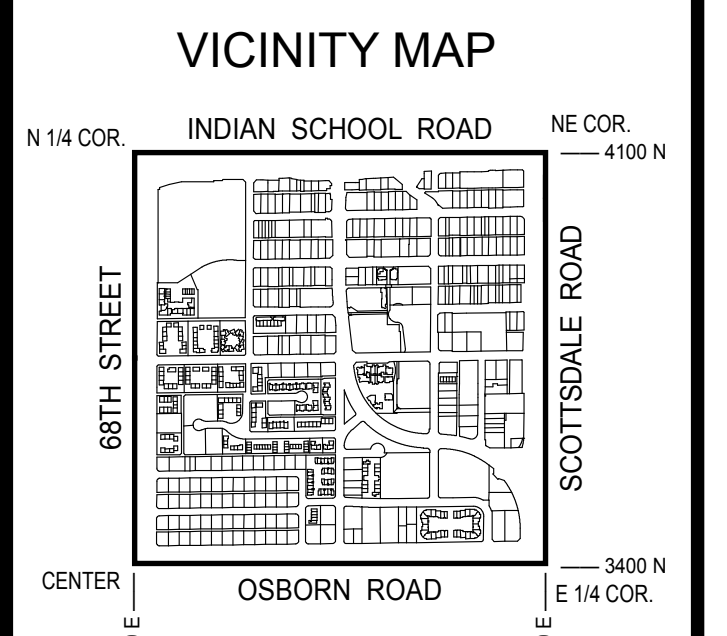 VICINITY MAP
N 1/4 COR.
INDIAN SCHOOL ROAD
NE COR.
4100 N
68TH STREET
SCOTTSDALE ROAD
CENTER
OSBORN ROAD
3400 N
E 1/4 COR.
E
E